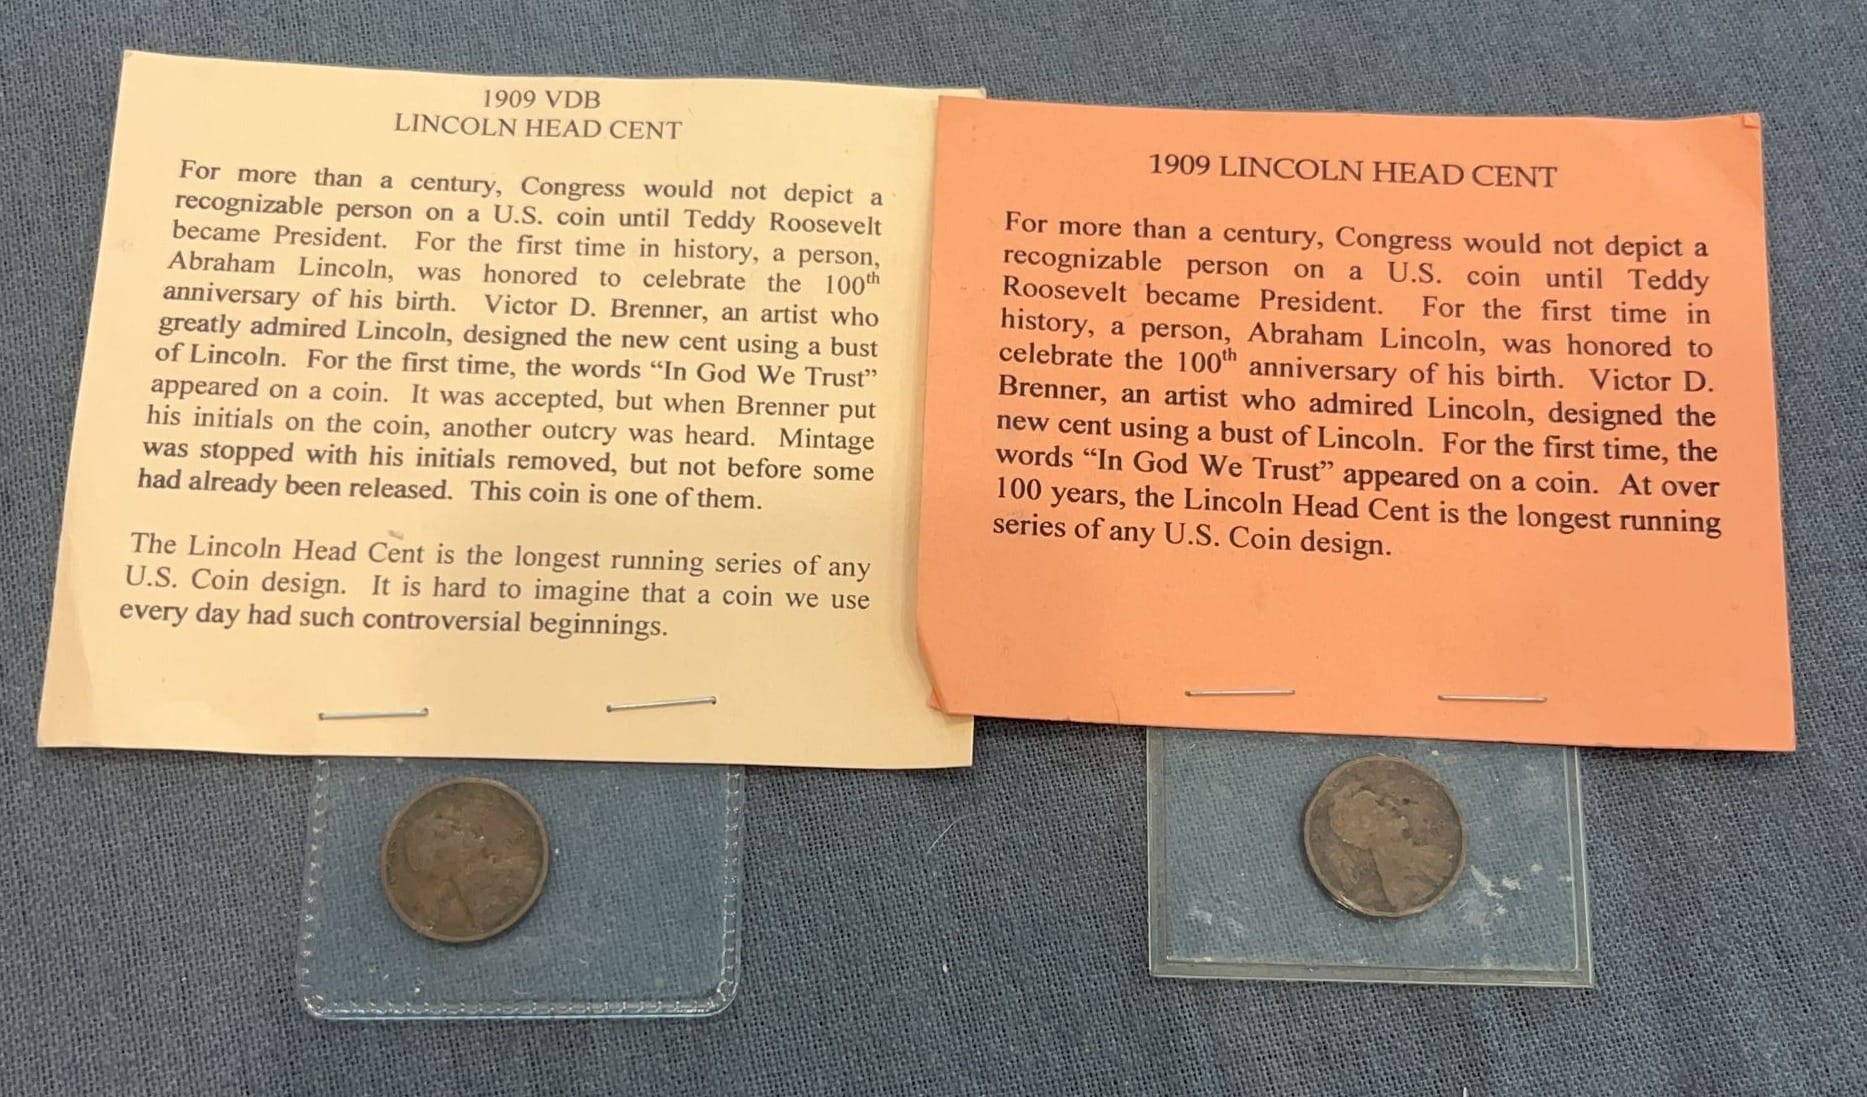 1909 VDB
LINCOLN HEAD CENT
For more than a century, Congress would not depict a
recognizable person on a U.S. coin until Teddy Roosevelt
became President. For the first time in history, a person,
Abraham Lincoln, was honored to celebrate the 100th
anniversary of his birth. Victor D. Brenner, an artist who
greatly admired Lincoln, designed the new cent using a bust
of Lincoln. For the first time, the words “In God We Trust”
appeared on a coin. It was accepted, but when Brenner put
his initials on the coin, another outcry was heard. Mintage
was stopped with his initials removed, but not before some
had already been released. This coin is one of them.
The Lincoln Head Cent is the longest running series of any
U.S. Coin design. It is hard to imagine that a coin we use
every day had such controversial beginnings.
1909 LINCOLN HEAD CENT
For more than a century, Congress would not depict a
recognizable person on a U.S. coin until Teddy
Roosevelt became President. For the first time in
history, a person, Abraham Lincoln, was honored to
celebrate the 100th anniversary of his birth. Victor D.
Brenner, an artist who admired Lincoln, designed the
new cent using a bust of Lincoln. For the first time, the
words “In God We Trust” appeared on a coin. At over
100 years, the Lincoln Head Cent is the longest running
series of any U.S. Coin design.